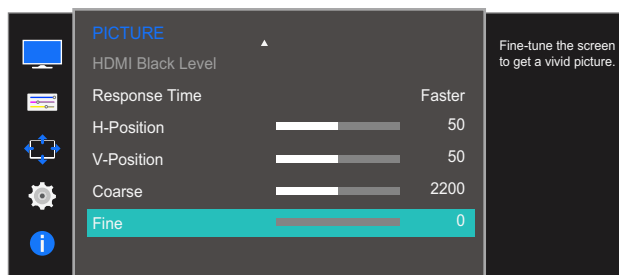 PICTURE
HDMI Black Level
Response Time Faster
H-Position 50
V-Position 50
Coarse 2200
Fine 0
Fine-tune the screen
to get a vivid picture.